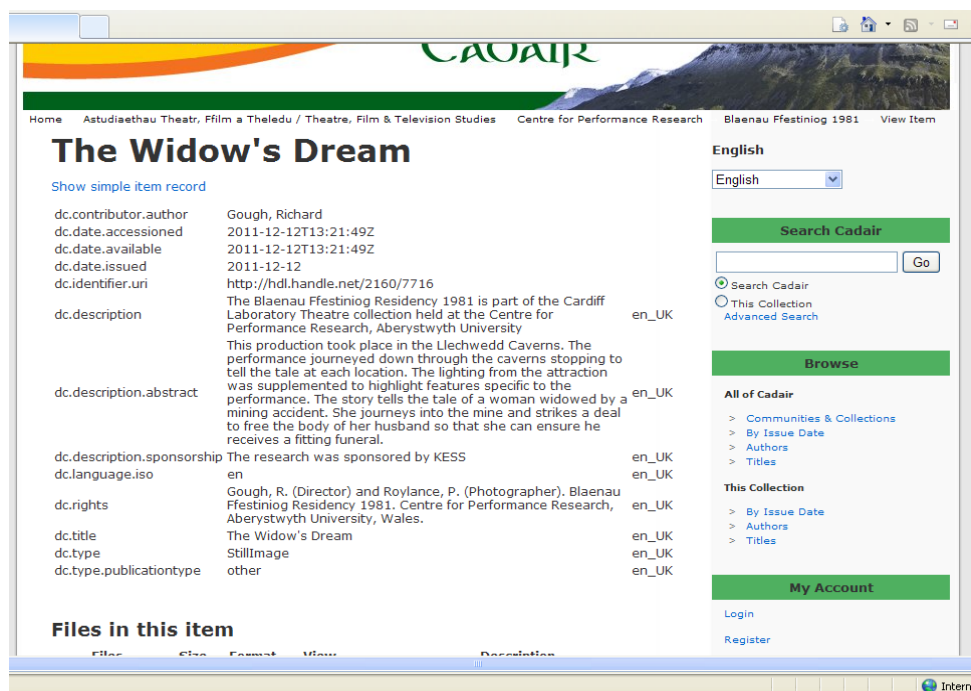 CADAIR
Home Astudiaethau Theatr, Ffilm a Theledu / Theatre, Film & Television Studies Centre for Performance Research Blaenau Ffestiniog 1981 View Item
The Widow's Dream
Show simple item record
dc.contributor.author Gough, Richard
dc.date.accessioned 2011-12-12T13:21:49Z
dc.date.available 2011-12-12T13:21:49Z
dc.date.issued 2011-12-12
dc.identifier.uri http://hdl.handle.net/2160/7716
The Blaenau Ffestiniog Residency 1981 is part of the Cardiff
dc.description Laboratory Theatre collection held at the Centre for en_UK
Performance Research, Aberystwyth University
This production took place in the Llechwedd Caverns. The
performance journeyed down through the caverns stopping to
tell the tale at each location. The lighting from the attraction
was supplemented to highlight features specific to the
dc.description.abstract performance. The story tells the tale of a woman widowed by a en_UK
mining accident. She journeys into the mine and strikes a deal
to free the body of her husband so that she can ensure he
receives a fitting funeral.
dc.description.sponsorship The research was sponsored by KESS en_UK
dc.language.iso en en_UK
Gough, R. (Director) and Roylance, P. (Photographer). Blaenau
dc.rights Ffestiniog Residency 1981. Centre for Performance Research, en_UK
Aberystwyth University, Wales.
dc.title The Widow's Dream en_UK
dc.type StillImage en_UK
dc.type.publicationtype other en_UK
Files in this item
Files Size Format View Description
English
English
Search Cadair
Go
Search Cadair
This Collection
Advanced Search
Browse
All of Cadair
> Communities & Collections
> By Issue Date
> Authors
> Titles
This Collection
> By Issue Date
> Authors
> Titles
My Account
Login
Register
Intern